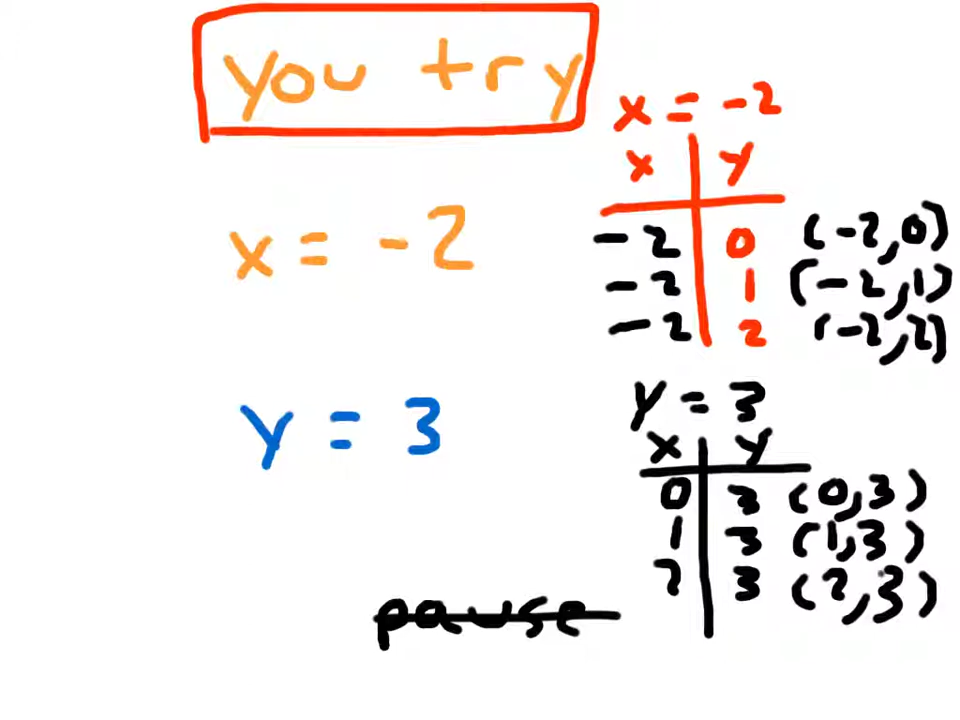 you try
x = -2
y = 3
x = -2
x y
-2 0 (-2,0)
-2 1 (-2,1)
-2 2 (-2,2)
y = 3
x y
0 3 (0,3)
1 3 (1,3)
2 3 (2,3)
pause